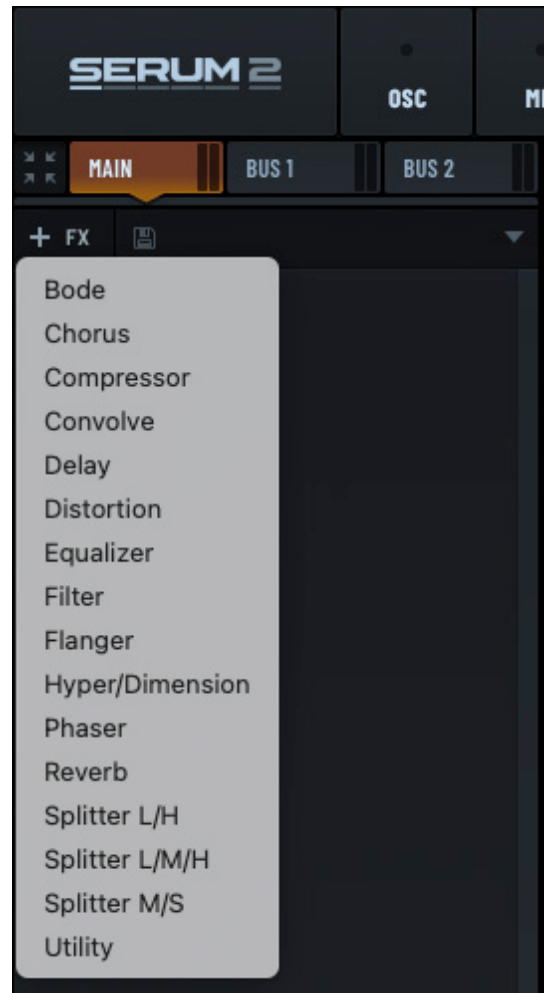 SERUM 2
OSC
MAIN BUS 1 BUS 2
+ FX
Bode
Chorus
Compressor
Convolve
Delay
Distortion
Equalizer
Filter
Flanger
Hyper/Dimension
Phaser
Reverb
Splitter L/H
Splitter L/M/H
Splitter M/S
Utility